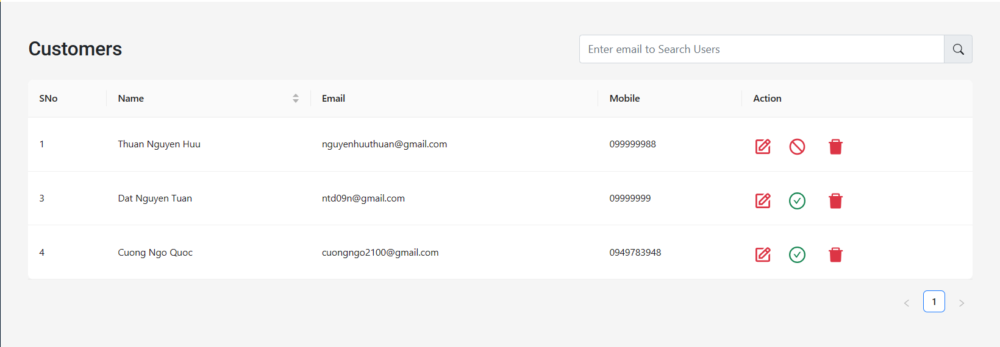 Customers
Enter email to Search Users
SNo Name Email Mobile Action
1 Thuan Nguyen Huu nguyenhuuthuan@gmail.com 099999988
3 Dat Nguyen Tuan ntd09n@gmail.com 09999999
4 Cuong Ngo Quoc cuongngo2100@gmail.com 0949783948
< 1 >